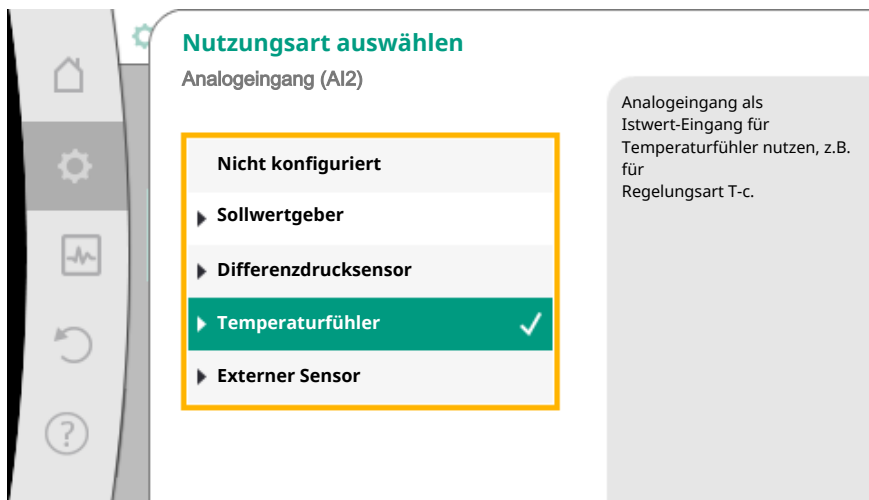 Nutzungsart auswählen
Analogeingang (AI2)
Nicht konfiguriert
Sollwertgeber
Differenzdrucksensor
Temperaturfühler
Externer Sensor
Analogeingang als
Istwert-Eingang für
Temperaturfühler nutzen, z.B.
für
Regelungsart T-c.
?